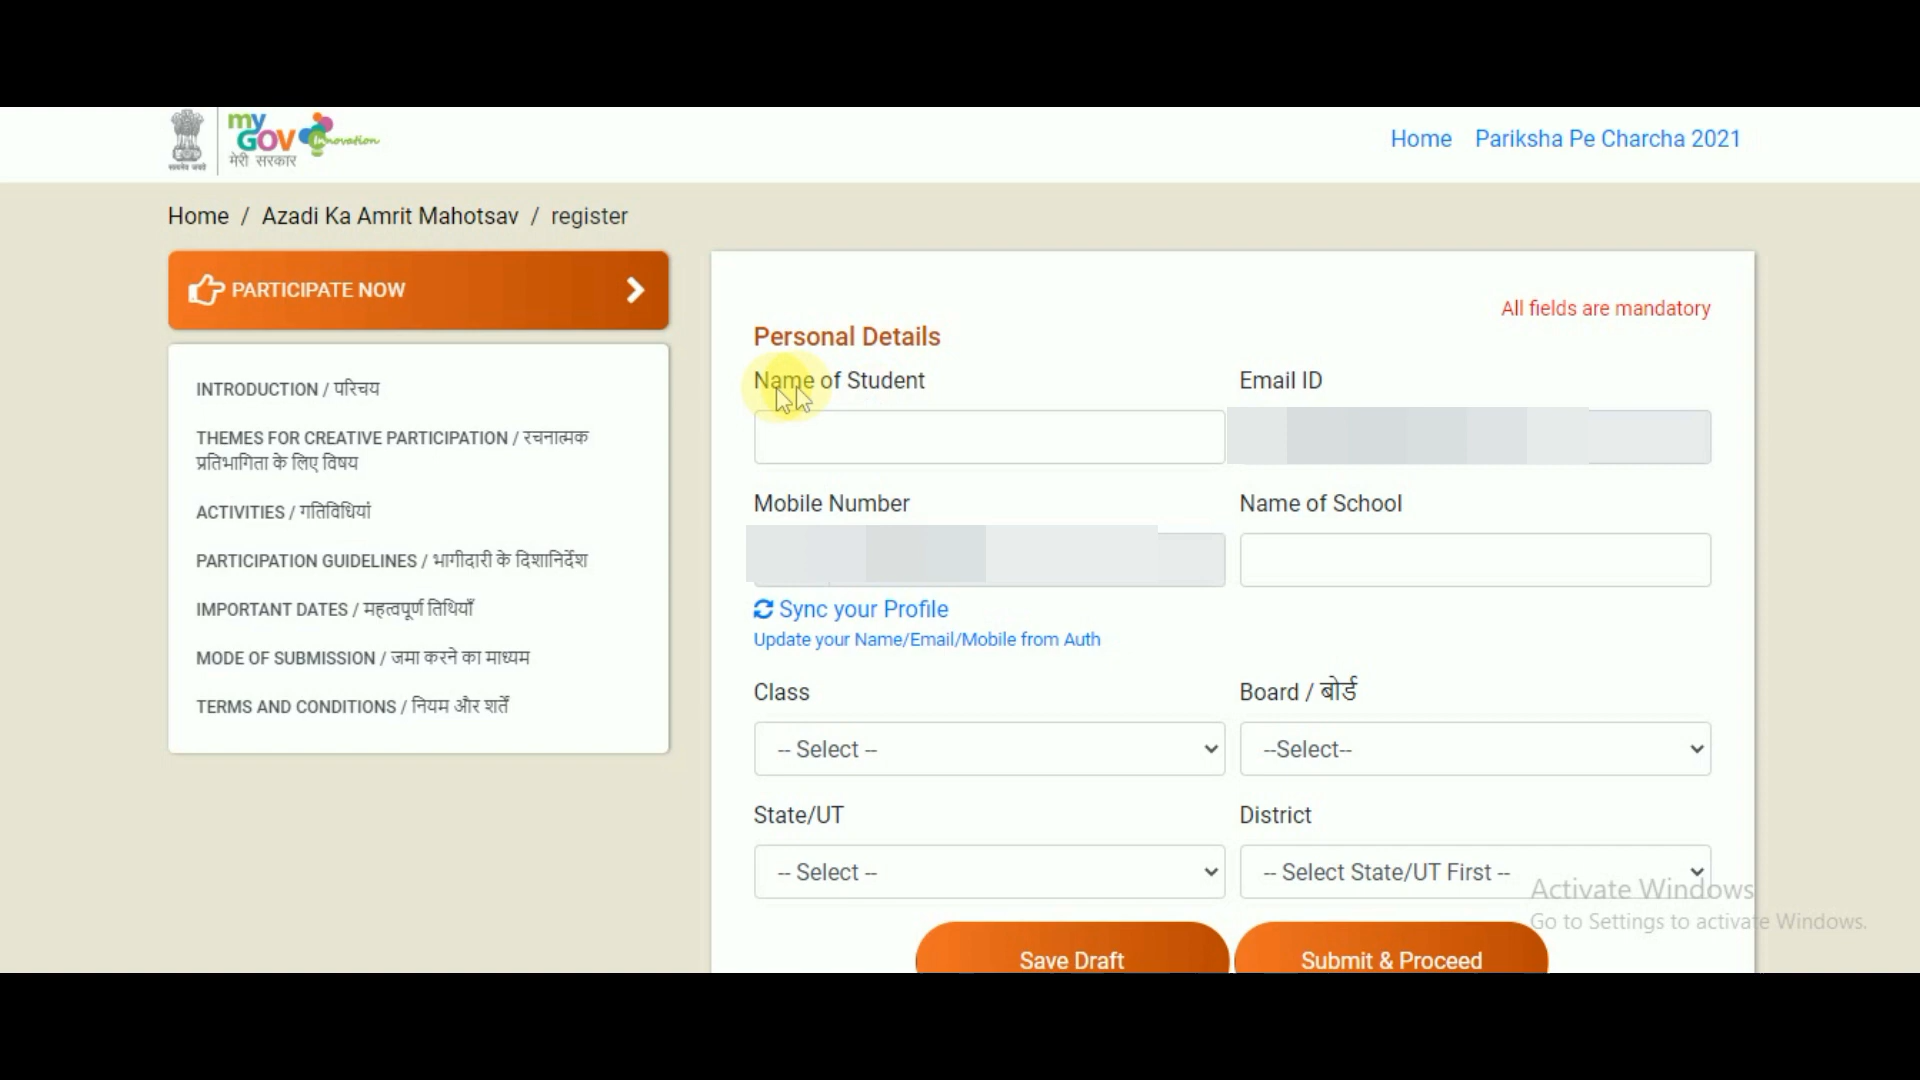 my
GOV Innovation
मेरी सरकार
सत्यमेव जयते
Home Pariksha Pe Charcha 2021
Home / Azadi Ka Amrit Mahotsav / register
PARTICIPATE NOW
INTRODUCTION / परिचय
THEMES FOR CREATIVE PARTICIPATION / रचनात्मक
प्रतिभागिता के लिए विषय
ACTIVITIES / गतिविधियां
PARTICIPATION GUIDELINES / भागीदारी के दिशानिर्देश
IMPORTANT DATES / महत्वपूर्ण तिथियाँ
MODE OF SUBMISSION / जमा करने का माध्यम
TERMS AND CONDITIONS / नियम और शर्तें
All fields are mandatory
Personal Details
Name of Student Email ID
Mobile Number Name of School
Sync your Profile
Update your Name/Email/Mobile from Auth
Class Board / बोर्ड
-- Select -- --Select--
State/UT District
-- Select -- -- Select State/UT First --
Activate Windows
Go to Settings to activate Windows.
Save Draft Submit & Proceed